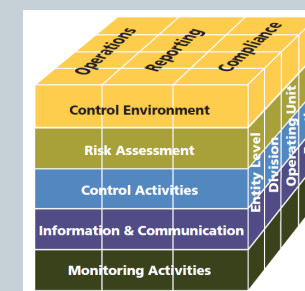 Operations
Reporting
Compliance
Control Environment
Risk Assessment
Control Activities
Information & Communication
Monitoring Activities
Entity Level
Division
Operating Unit